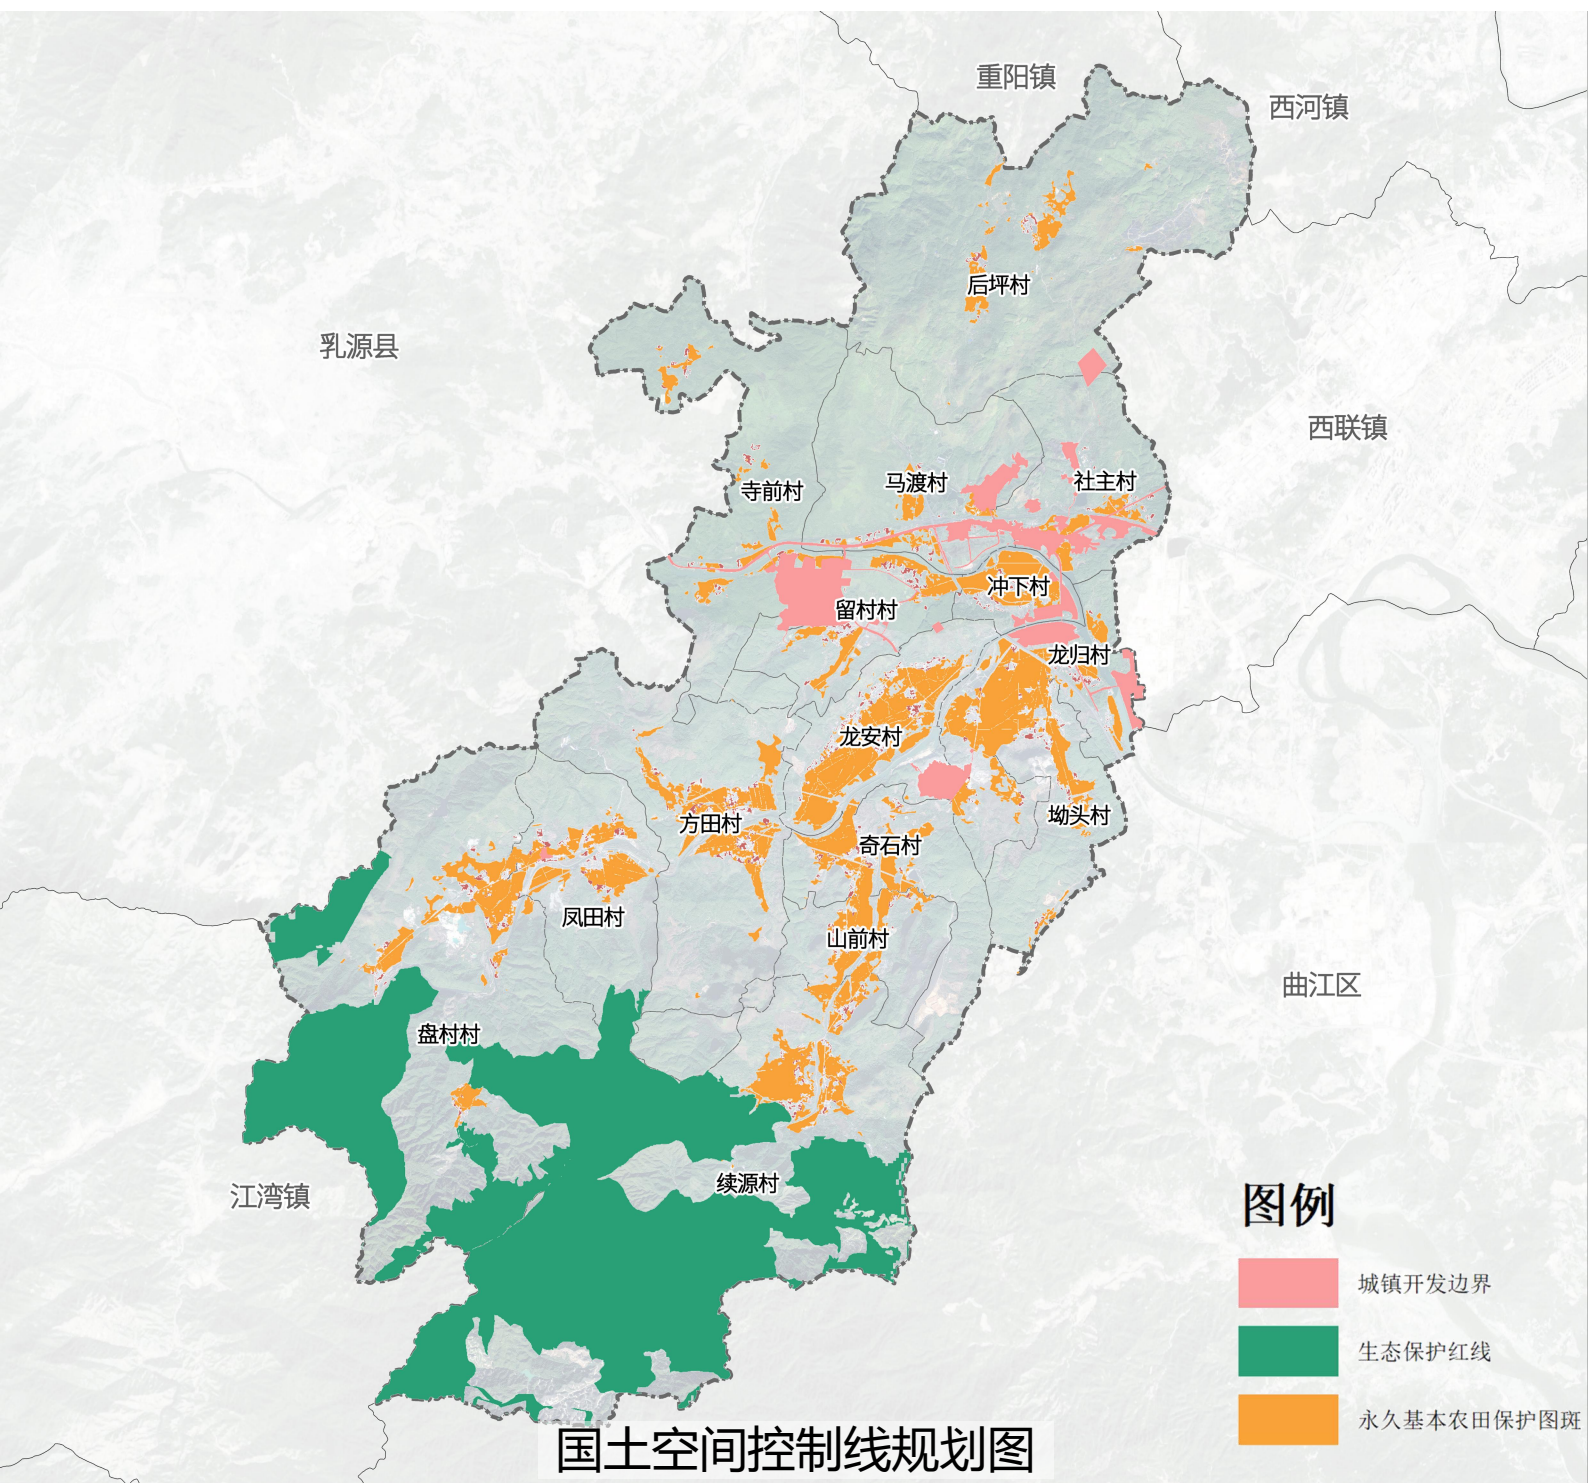 重阳镇
西河镇
后坪村
乳源县
西联镇
社主村
马渡村
寺前村
冲下村
留村村
龙归村
龙安村
坳头村
方田村
奇石村
凤田村
山前村
曲江区
盘村村
续源村
江湾镇
图例
城镇开发边界
生态保护红线
永久基本农田保护图斑
国土空间控制线规划图